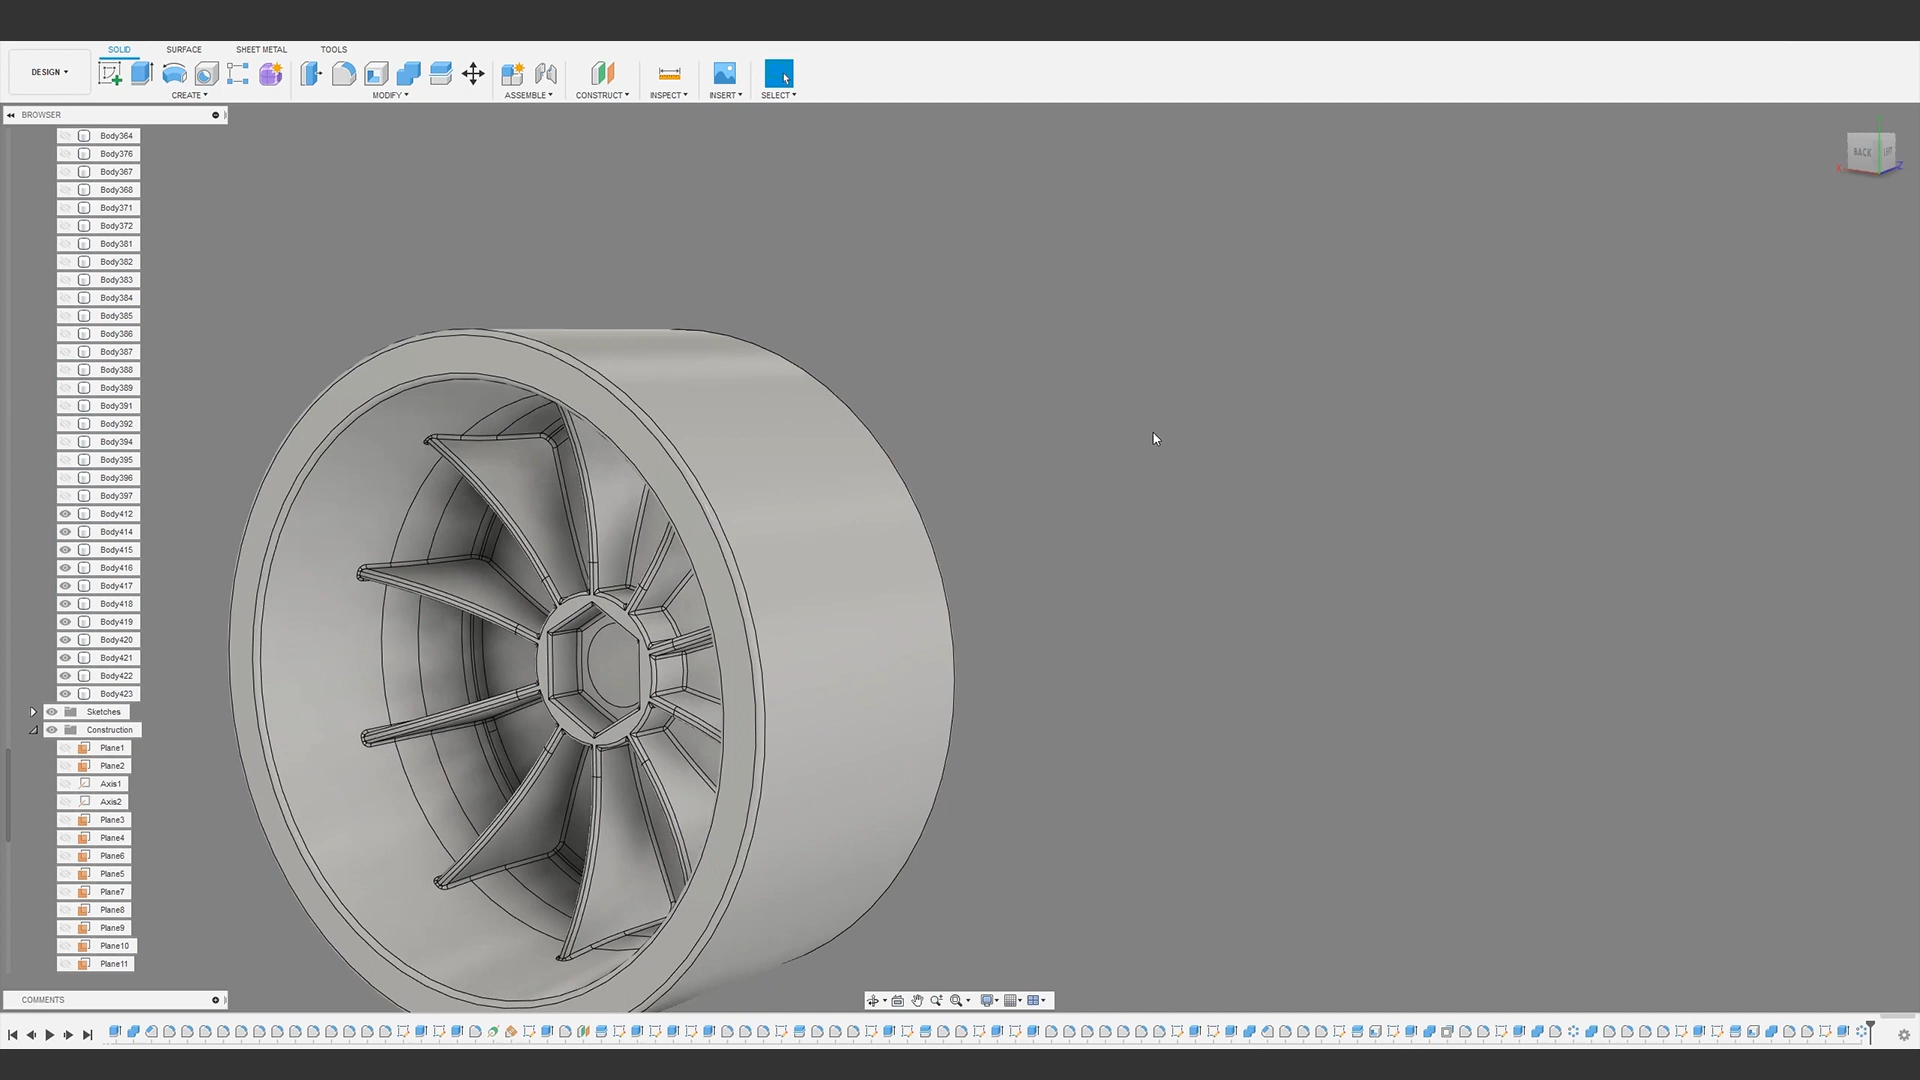 SOLID SURFACE SHEET METAL TOOLS
DESIGN
CREATE MODIFY ASSEMBLE CONSTRUCT INSPECT INSERT SELECT
BROWSER
Body364
Body376
Body367
Body368
Body371
Body372
Body381
Body382
Body383
Body384
Body385
Body386
Body387
Body388
Body389
Body391
Body392
Body394
Body395
Body396
Body397
Body412
Body414
Body415
Body416
Body417
Body418
Body419
Body420
Body421
Body422
Body423
Sketches
Construction
Plane1
Plane2
Axis1
Axis2
Plane3
Plane4
Plane6
Plane5
Plane7
Plane8
Plane9
Plane10
Plane11
COMMENTS
BACK LEFT
X Z